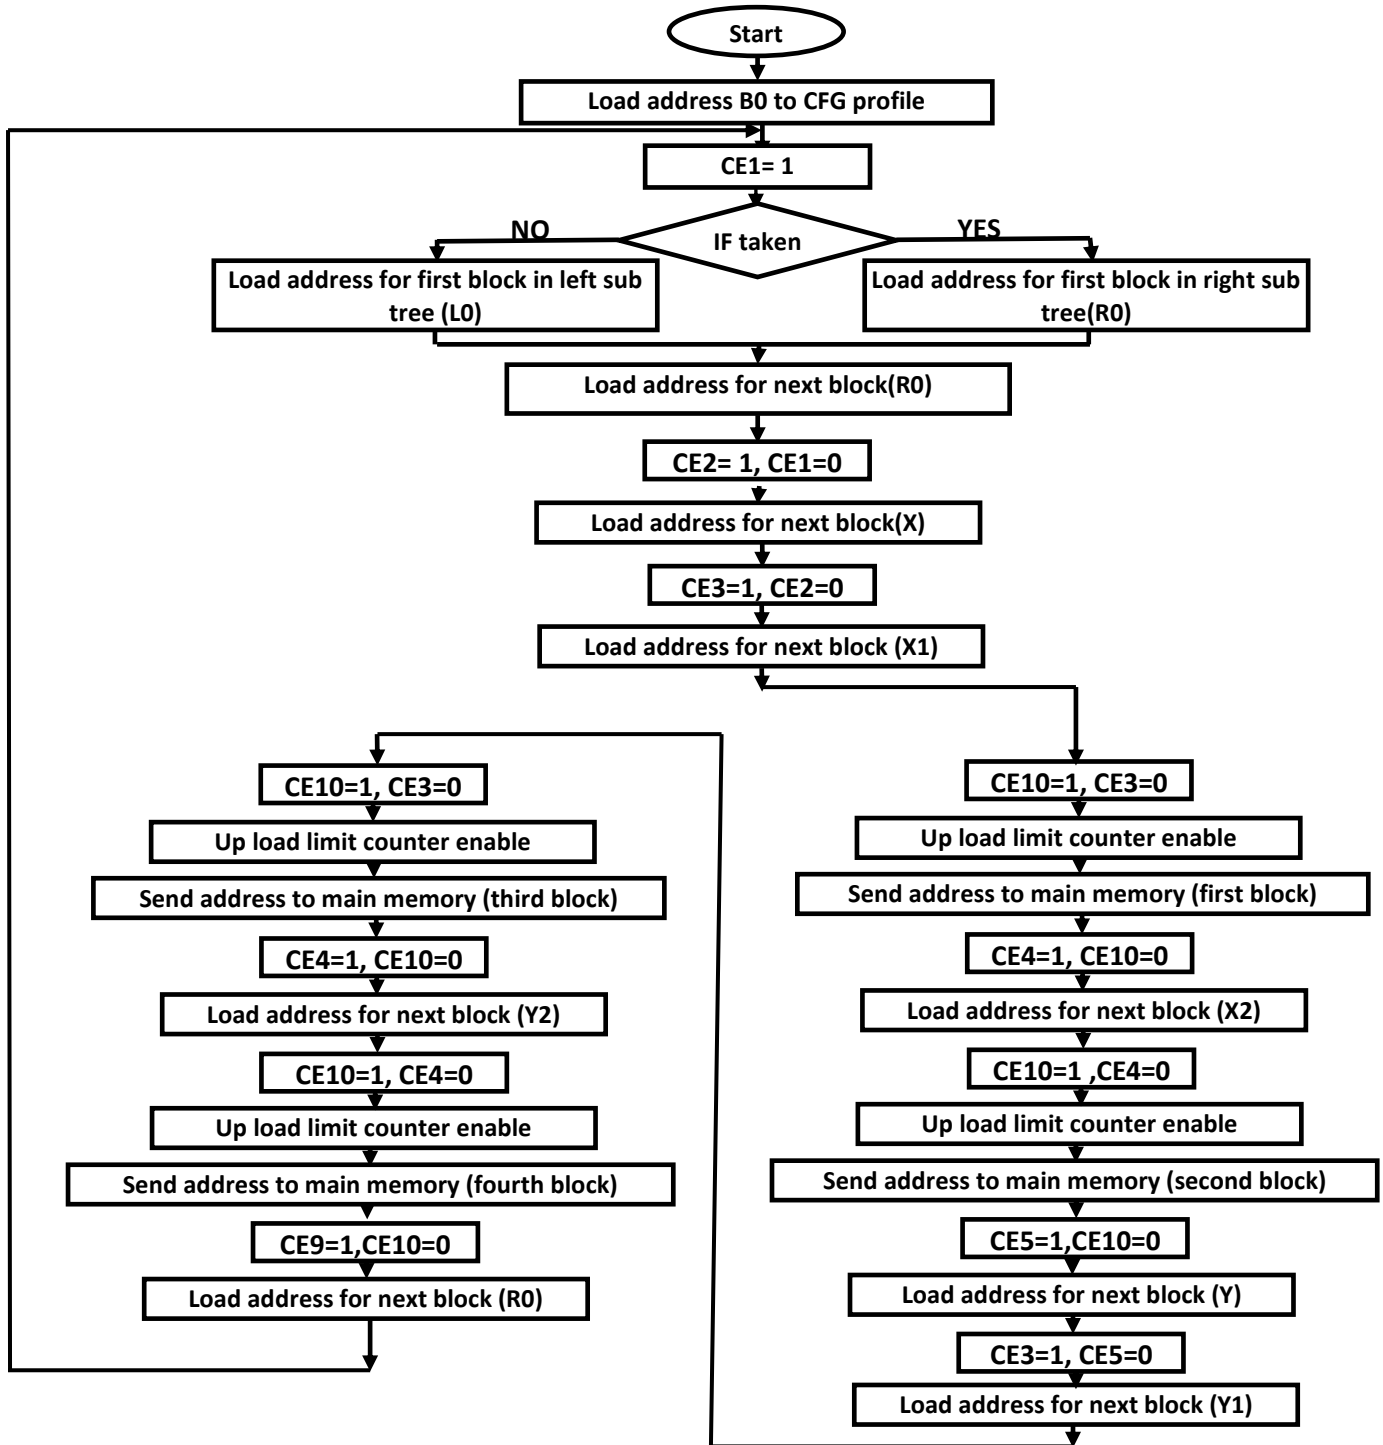 Start
Load address B0 to CFG profile
CE1= 1
NO
IF taken
YES
Load address for first block in left sub
tree (L0)
Load address for first block in right sub
tree(R0)
Load address for next block(R0)
CE2= 1, CE1=0
Load address for next block(X)
CE3=1, CE2=0
Load address for next block (X1)
CE10=1, CE3=0
Up load limit counter enable
Send address to main memory (first block)
CE4=1, CE10=0
Load address for next block (X2)
CE10=1 ,CE4=0
Up load limit counter enable
Send address to main memory (second block)
CE5=1,CE10=0
Load address for next block (Y)
CE3=1, CE5=0
Load address for next block (Y1)
CE10=1, CE3=0
Up load limit counter enable
Send address to main memory (third block)
CE4=1, CE10=0
Load address for next block (Y2)
CE10=1, CE4=0
Up load limit counter enable
Send address to main memory (fourth block)
CE9=1,CE10=0
Load address for next block (R0)